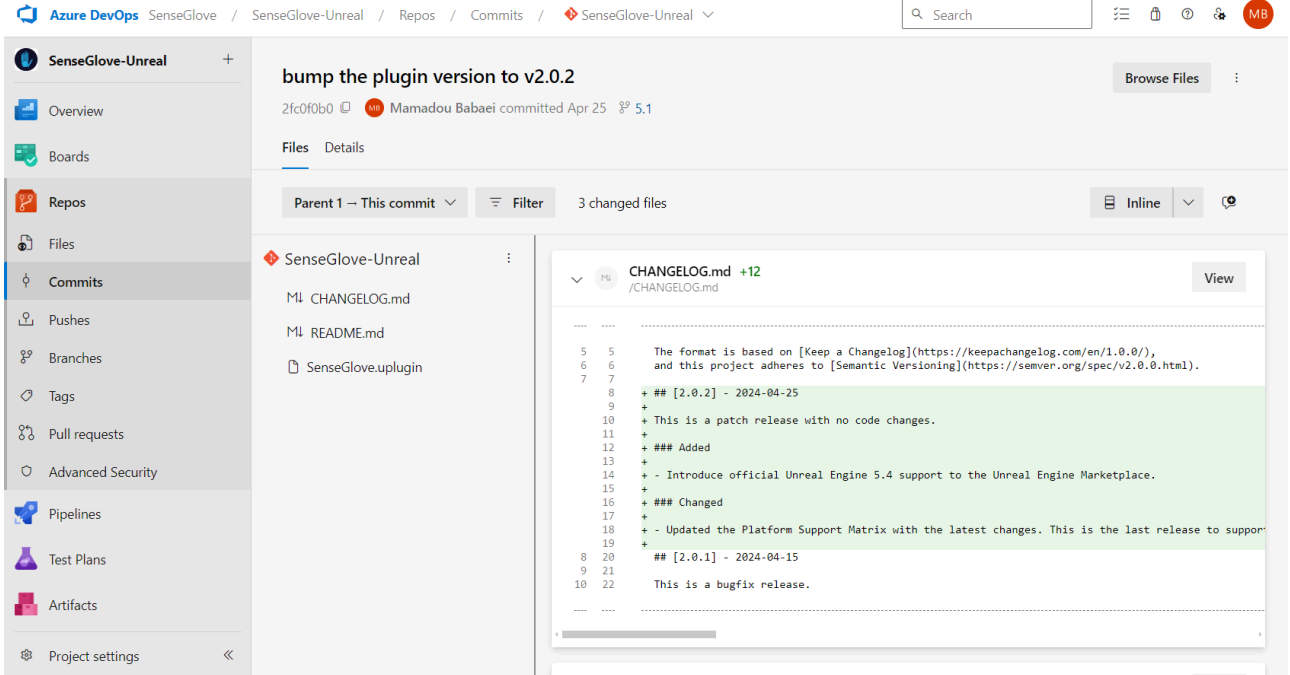 Azure DevOps SenseGlove / SenseGlove-Unreal / Repos / Commits / SenseGlove-Unreal
Search
MB
SenseGlove-Unreal
+
Overview
Boards
Repos
Files
Commits
Pushes
Branches
Tags
Pull requests
Advanced Security
Pipelines
Test Plans
Artifacts
Project settings
bump the plugin version to v2.0.2
Browse Files
2fc0f0b0 MB Mamadou Babaei committed Apr 25 5.1
Files Details
Parent 1 → This commit
Filter
3 changed files
Inline
SenseGlove-Unreal
M↓ CHANGELOG.md
M↓ README.md
SenseGlove.uplugin
M↓ CHANGELOG.md +12
/CHANGELOG.md
View
5 5 The format is based on [Keep a Changelog](https://keepachangelog.com/en/1.0.0/),
6 6 and this project adheres to [Semantic Versioning](https://semver.org/spec/v2.0.0.html).
7 7
8 + ## [2.0.2] - 2024-04-25
9 +
10 + This is a patch release with no code changes.
11 +
12 + ### Added
13 +
14 + - Introduce official Unreal Engine 5.4 support to the Unreal Engine Marketplace.
15 +
16 + ### Changed
17 +
18 + - Updated the Platform Support Matrix with the latest changes. This is the last release to suppor
19 +
8 20 ## [2.0.1] - 2024-04-15
9 21
10 22 This is a bugfix release.